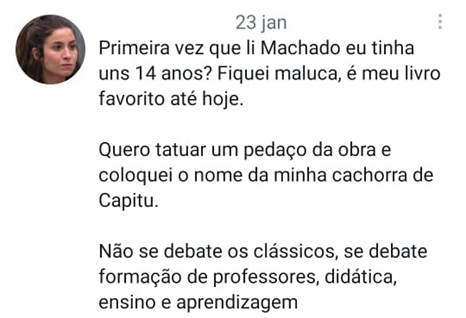 23 jan
Primeira vez que li Machado eu tinha
uns 14 anos? Fiquei maluca, é meu livro
favorito até hoje.
Quero tatuar um pedaço da obra e
coloquei o nome da minha cachorra de
Capitu.
Não se debate os clássicos, se debate
formação de professores, didática,
ensino e aprendizagem